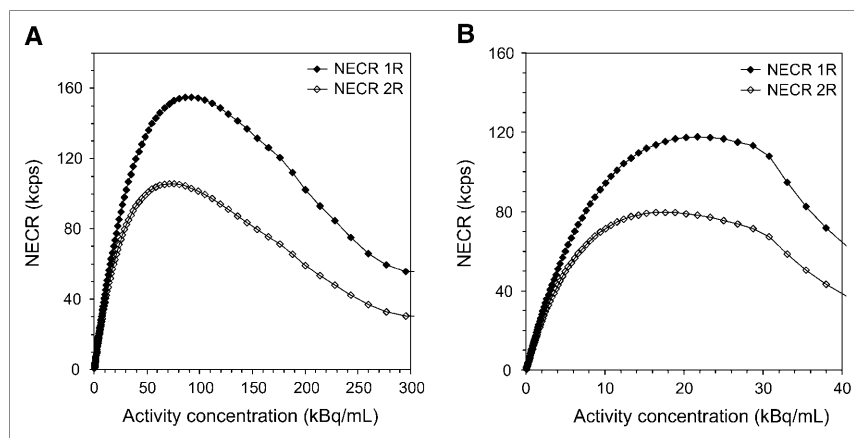 A
B
NECR 1R
NECR 2R
NECR 1R
NECR 2R
NECR (kcps)
160
120
80
40
0
0 50 100 150 200 250 300
Activity concentration (kBq/mL)
NECR (kcps)
160
120
80
40
0
0 10 20 30 40
Activity concentration (kBq/mL)